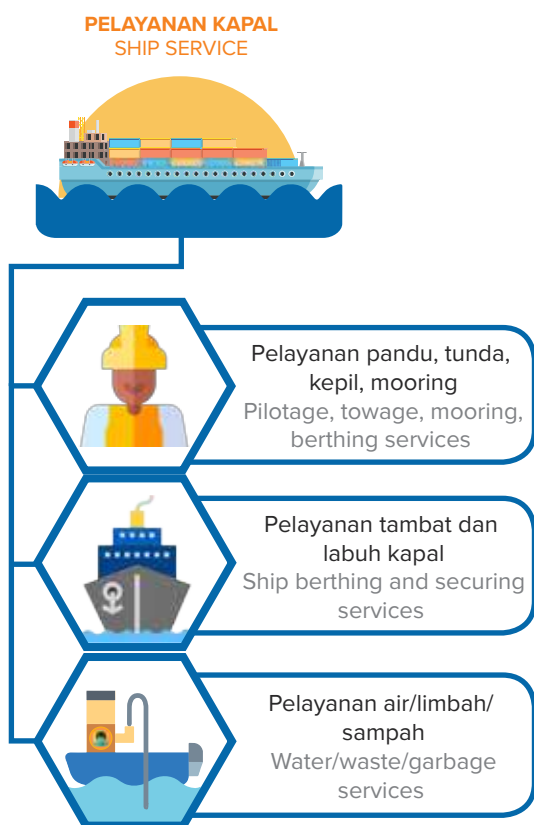 PELAYANAN KAPAL
SHIP SERVICE
Pelayanan pandu, tunda,
kepil, mooring
Pilotage, towage, mooring,
berthing services
Pelayanan tambat dan
labuh kapal
Ship berthing and securing
services
Pelayanan air/limbah/
sampah
Water/waste/garbage
services